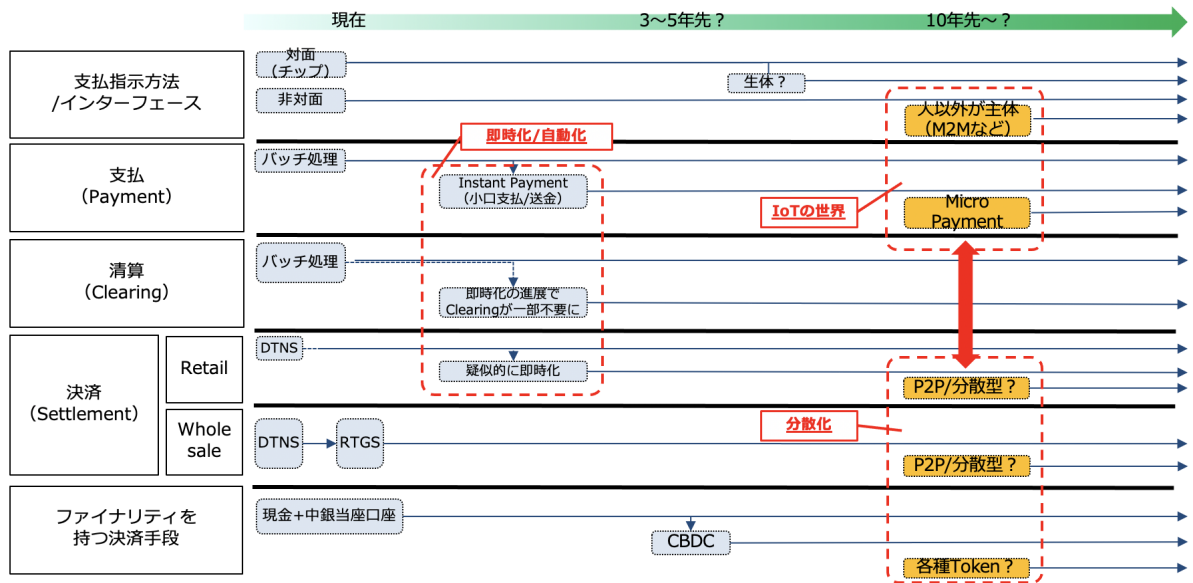 現在
3～5年先？
10年先～？
支払指示方法
/インターフェース
対面
（チップ）
生体？
非対面
人以外が主体
（M2Mなど）
即時化/自動化
支払
（Payment）
バッチ処理
Instant Payment
（小口支払/送金）
IoTの世界
Micro
Payment
清算
（Clearing）
バッチ処理
即時化の進展で
Clearingが一部不要に
決済
（Settlement）
Retail
DTNS
疑似的に即時化
P2P/分散型？
Whole
sale
DTNS
RTGS
分散化
P2P/分散型？
ファイナリティを
持つ決済手段
現金+中銀当座口座
CBDC
各種Token？